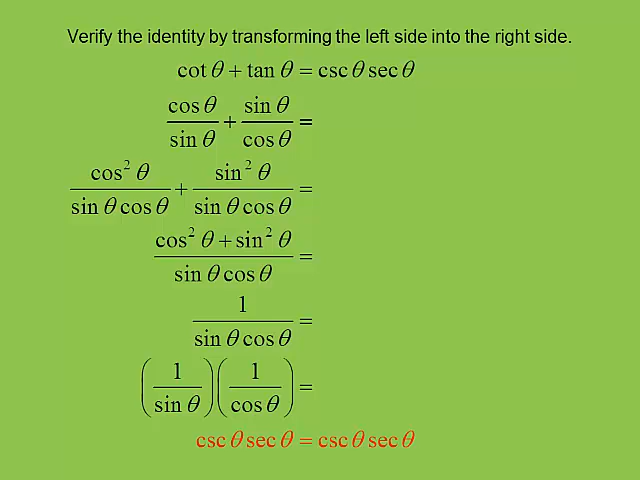 Verify the identity by transforming the left side into the right side.
cot θ + tan θ = csc θ sec θ
cos θ / sin θ + sin θ / cos θ =
cos² θ / sin θ cos θ + sin² θ / sin θ cos θ =
cos² θ + sin² θ / sin θ cos θ =
1 / sin θ cos θ =
(1 / sin θ)(1 / cos θ) =
csc θ sec θ = csc θ sec θ